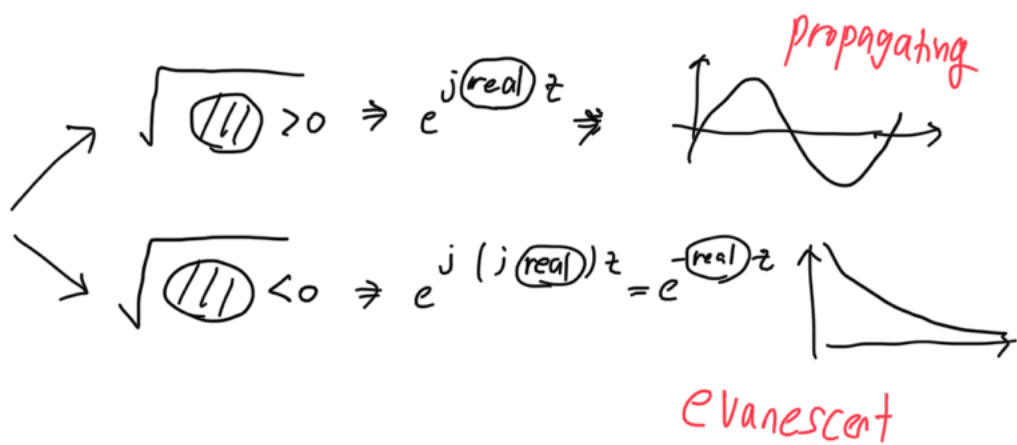 propagating
√ >0 ⇒ e^{j real z} ⇒
√ <0 ⇒ e^{j (j real) z} = e^{-real z}
evanescent